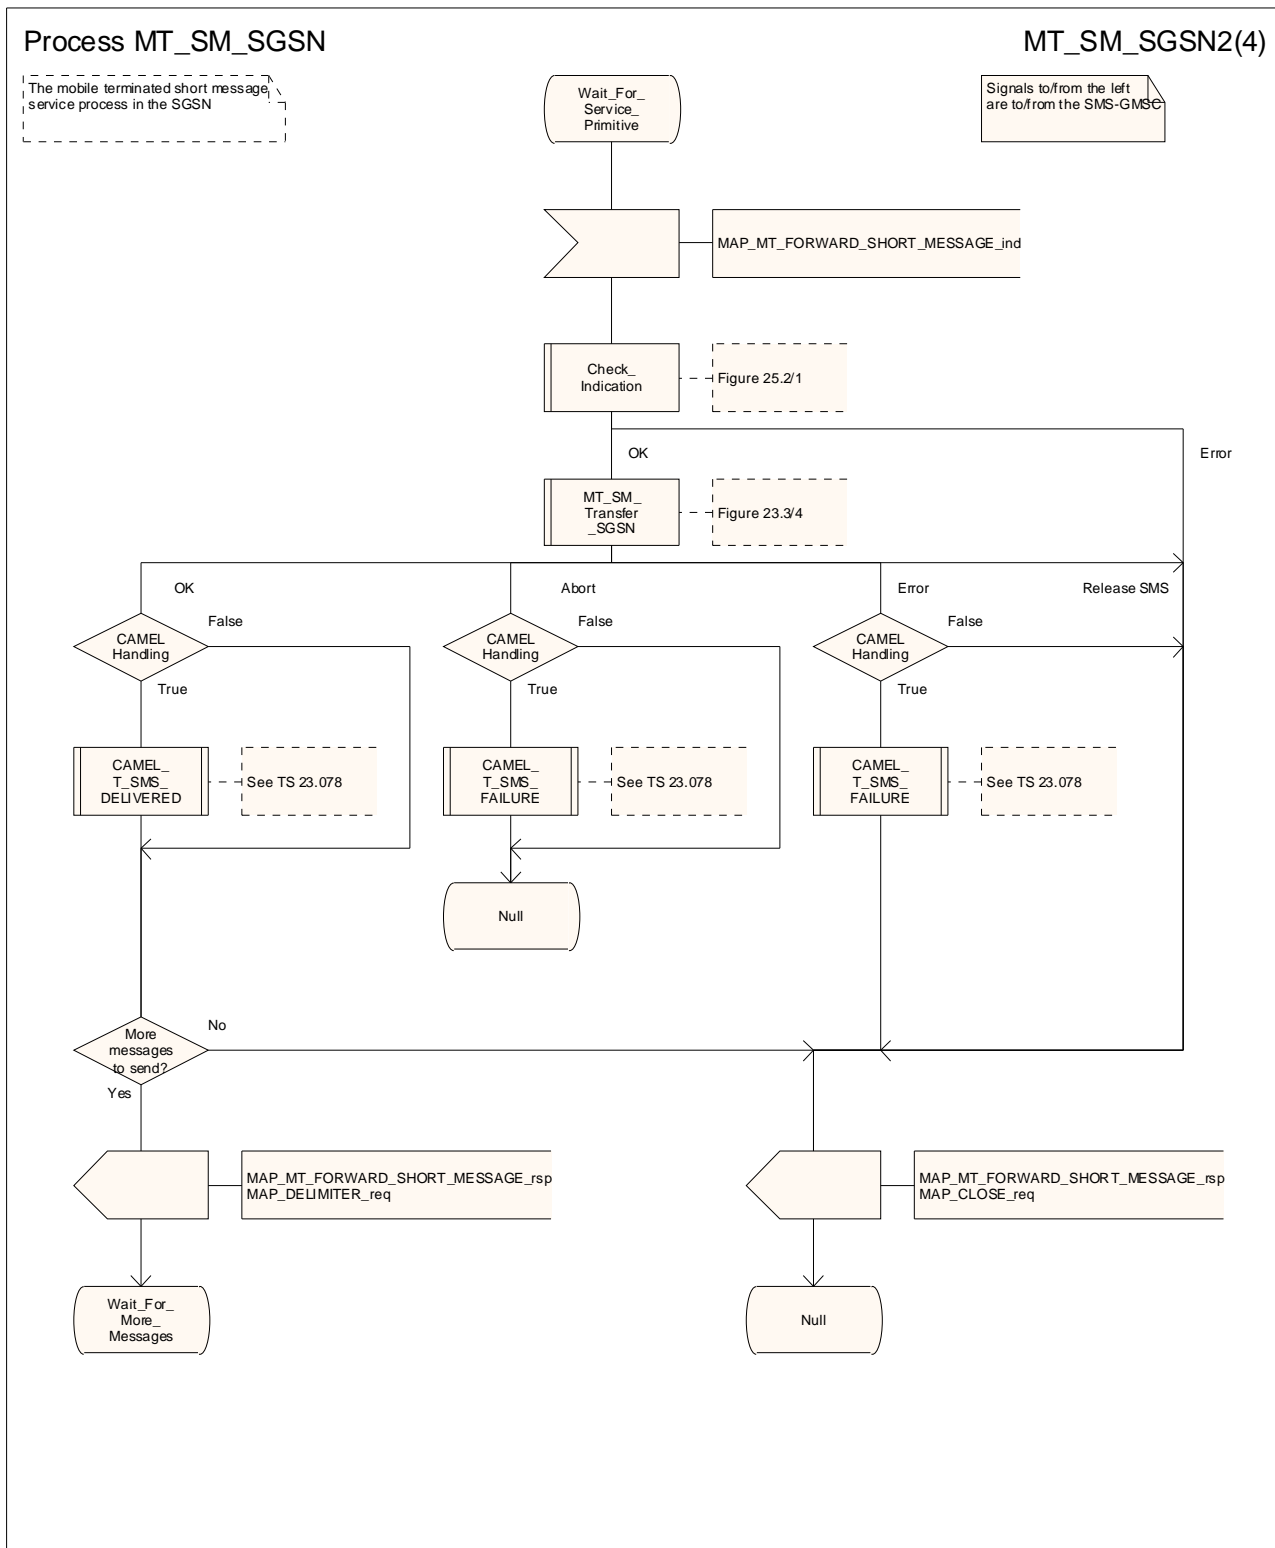 Process MT_SM_SGSN
MT_SM_SGSN2(4)
The mobile terminated short message
service process in the SGSN
Wait_For_
Service_
Primitive
Signals to/from the left
are to/from the SMS-GMSC
MAP_MT_FORWARD_SHORT_MESSAGE_ind
Check_
Indication
Figure 25.2/1
OK
Error
MT_SM_
Transfer
_SGSN
Figure 23.3/4
OK
Abort
Error
Release SMS
CAMEL
Handling
False
True
CAMEL
Handling
False
True
CAMEL
Handling
False
True
CAMEL_
T_SMS_
DELIVERED
See TS 23.078
CAMEL_
T_SMS_
FAILURE
See TS 23.078
CAMEL_
T_SMS_
FAILURE
See TS 23.078
Null
More
messages
to send?
No
Yes
MAP_MT_FORWARD_SHORT_MESSAGE_rsp
MAP_DELIMITER_req
MAP_MT_FORWARD_SHORT_MESSAGE_rsp
MAP_CLOSE_req
Wait_For_
More_
Messages
Null